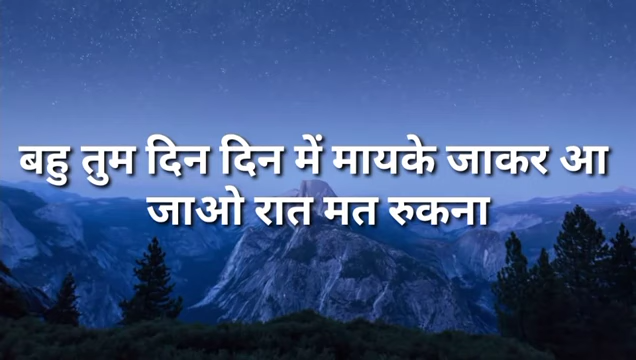 बहु तुम दिन दिन में मायके जाकर आ
जाओ रात मत रुकना